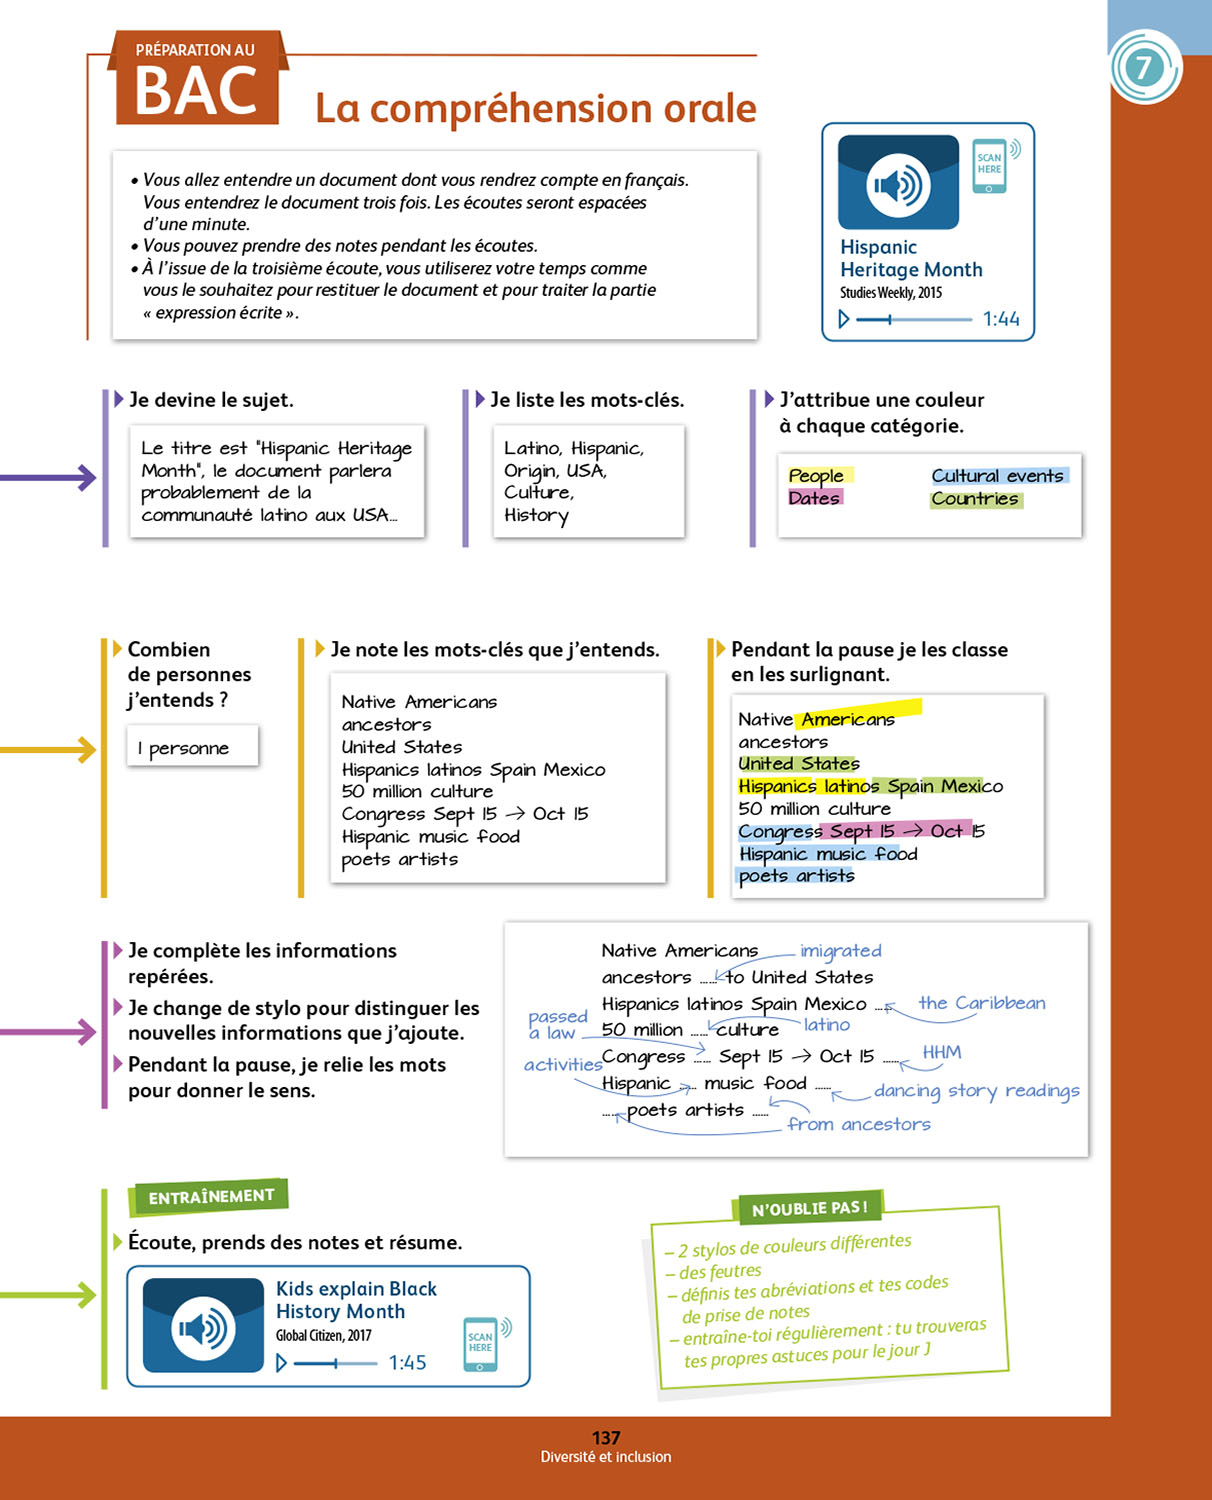 PRÉPARATION AU
BAC
La compréhension orale
7
• Vous allez entendre un document dont vous rendrez compte en français.
Vous entendrez le document trois fois. Les écoutes seront espacées
d'une minute.
• Vous pouvez prendre des notes pendant les écoutes.
• À l'issue de la troisième écoute, vous utiliserez votre temps comme
vous le souhaitez pour restituer le document et pour traiter la partie
« expression écrite ».
SCAN
HERE
Hispanic
Heritage Month
Studies Weekly, 2015
1:44
Je devine le sujet.
Le titre est "Hispanic Heritage
Month", le document parlera
probablement de la
communauté latino aux USA...
Je liste les mots-clés.
Latino, Hispanic,
Origin, USA,
Culture,
History
J'attribue une couleur
à chaque catégorie.
People
Cultural events
Dates
Countries
Combien
de personnes
j'entends ?
1 personne
Je note les mots-clés que j'entends.
Native Americans
ancestors
United States
Hispanics latinos Spain Mexico
50 million culture
Congress Sept 15 → Oct 15
Hispanic music food
poets artists
Pendant la pause je les classe
en les surlignant.
Native Americans
ancestors
United States
Hispanics latinos Spain Mexico
50 million culture
Congress Sept 15 → Oct 15
Hispanic music food
poets artists
Je complète les informations
repérées.
Je change de stylo pour distinguer les
nouvelles informations que j'ajoute.
Pendant la pause, je relie les mots
pour donner le sens.
Native Americans imigrated
ancestors ...... to United States
Hispanics latinos Spain Mexico ...... the Caribbean
passed
a law
50 million ...... culture latino
Congress ...... Sept 15 → Oct 15 ...... HHM
activities
Hispanic ...... music food ...... dancing story readings
...... poets artists ......
from ancestors
ENTRAÎNEMENT
Écoute, prends des notes et résume.
Kids explain Black
History Month
Global Citizen, 2017
1:45
SCAN
HERE
N'OUBLIE PAS !
– 2 stylos de couleurs différentes
– des feutres
– définis tes abréviations et tes codes
de prise de notes
– entraîne-toi régulièrement : tu trouveras
tes propres astuces pour le jour J
137
Diversité et inclusion